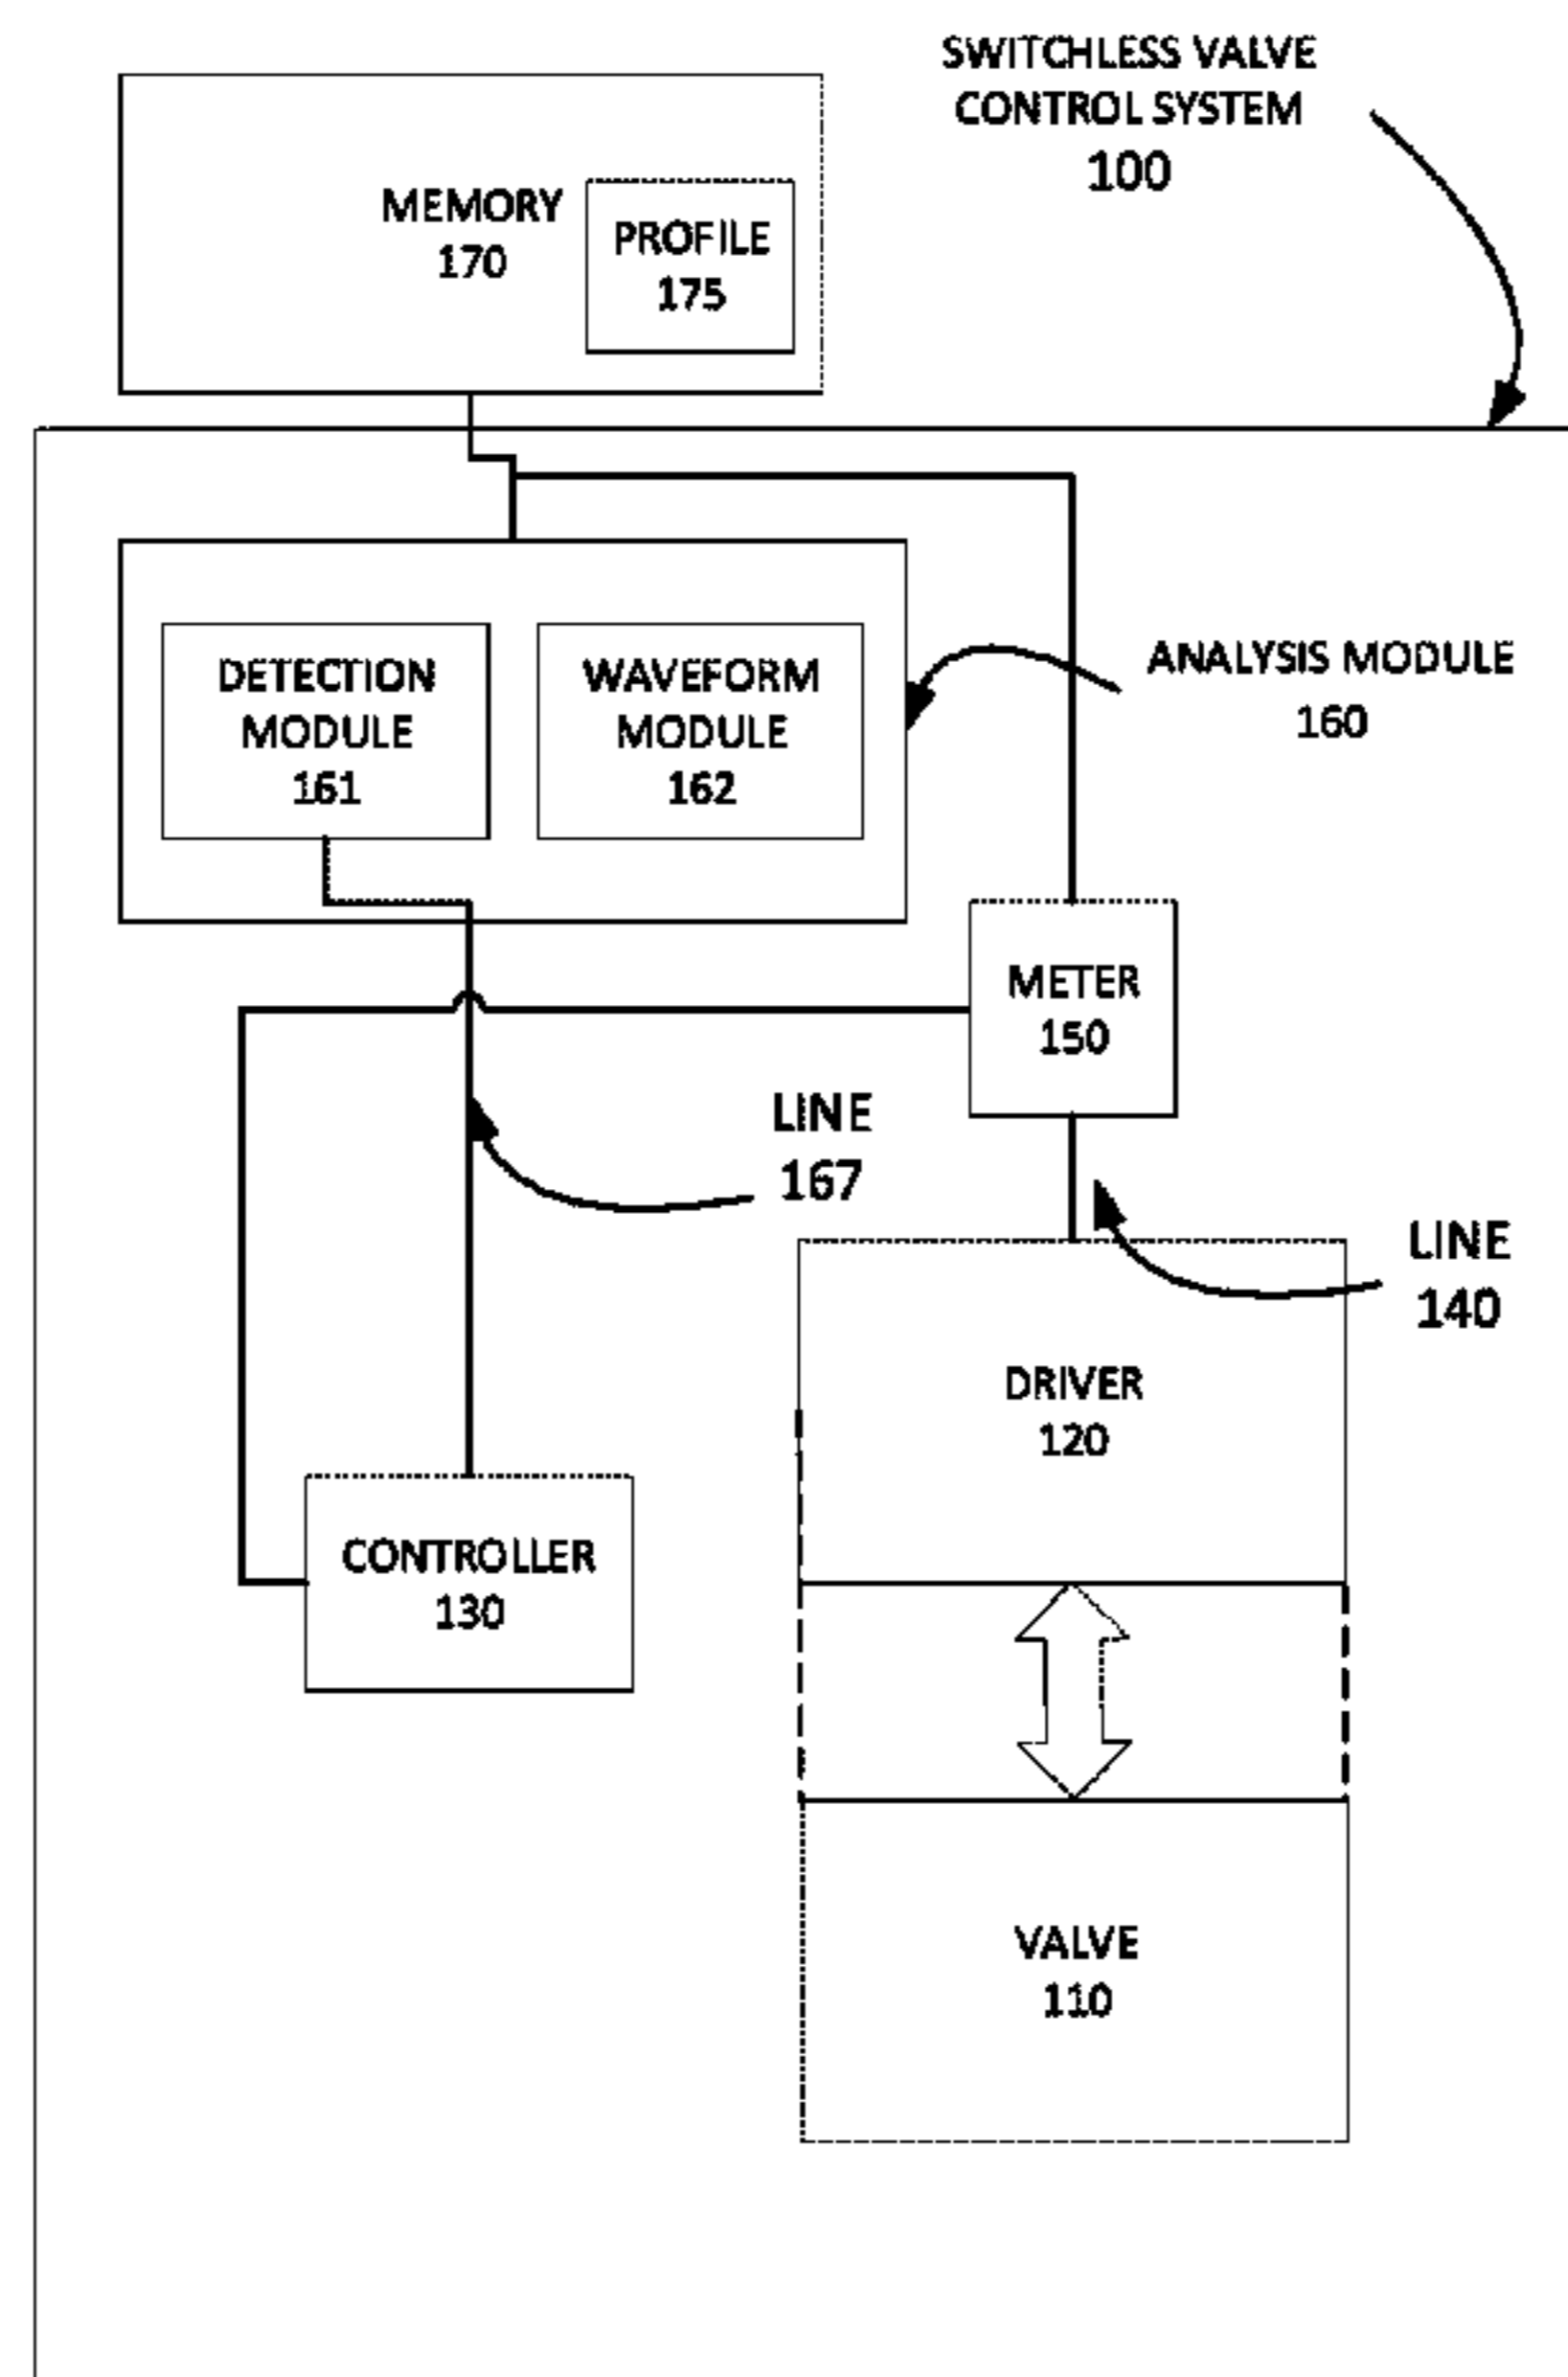 SWITCHLESS VALVE
CONTROL SYSTEM
100
MEMORY
170
PROFILE
175
DETECTION
MODULE
161
WAVEFORM
MODULE
162
ANALYSIS MODULE
160
METER
150
LINE
167
LINE
140
DRIVER
120
CONTROLLER
130
VALVE
110